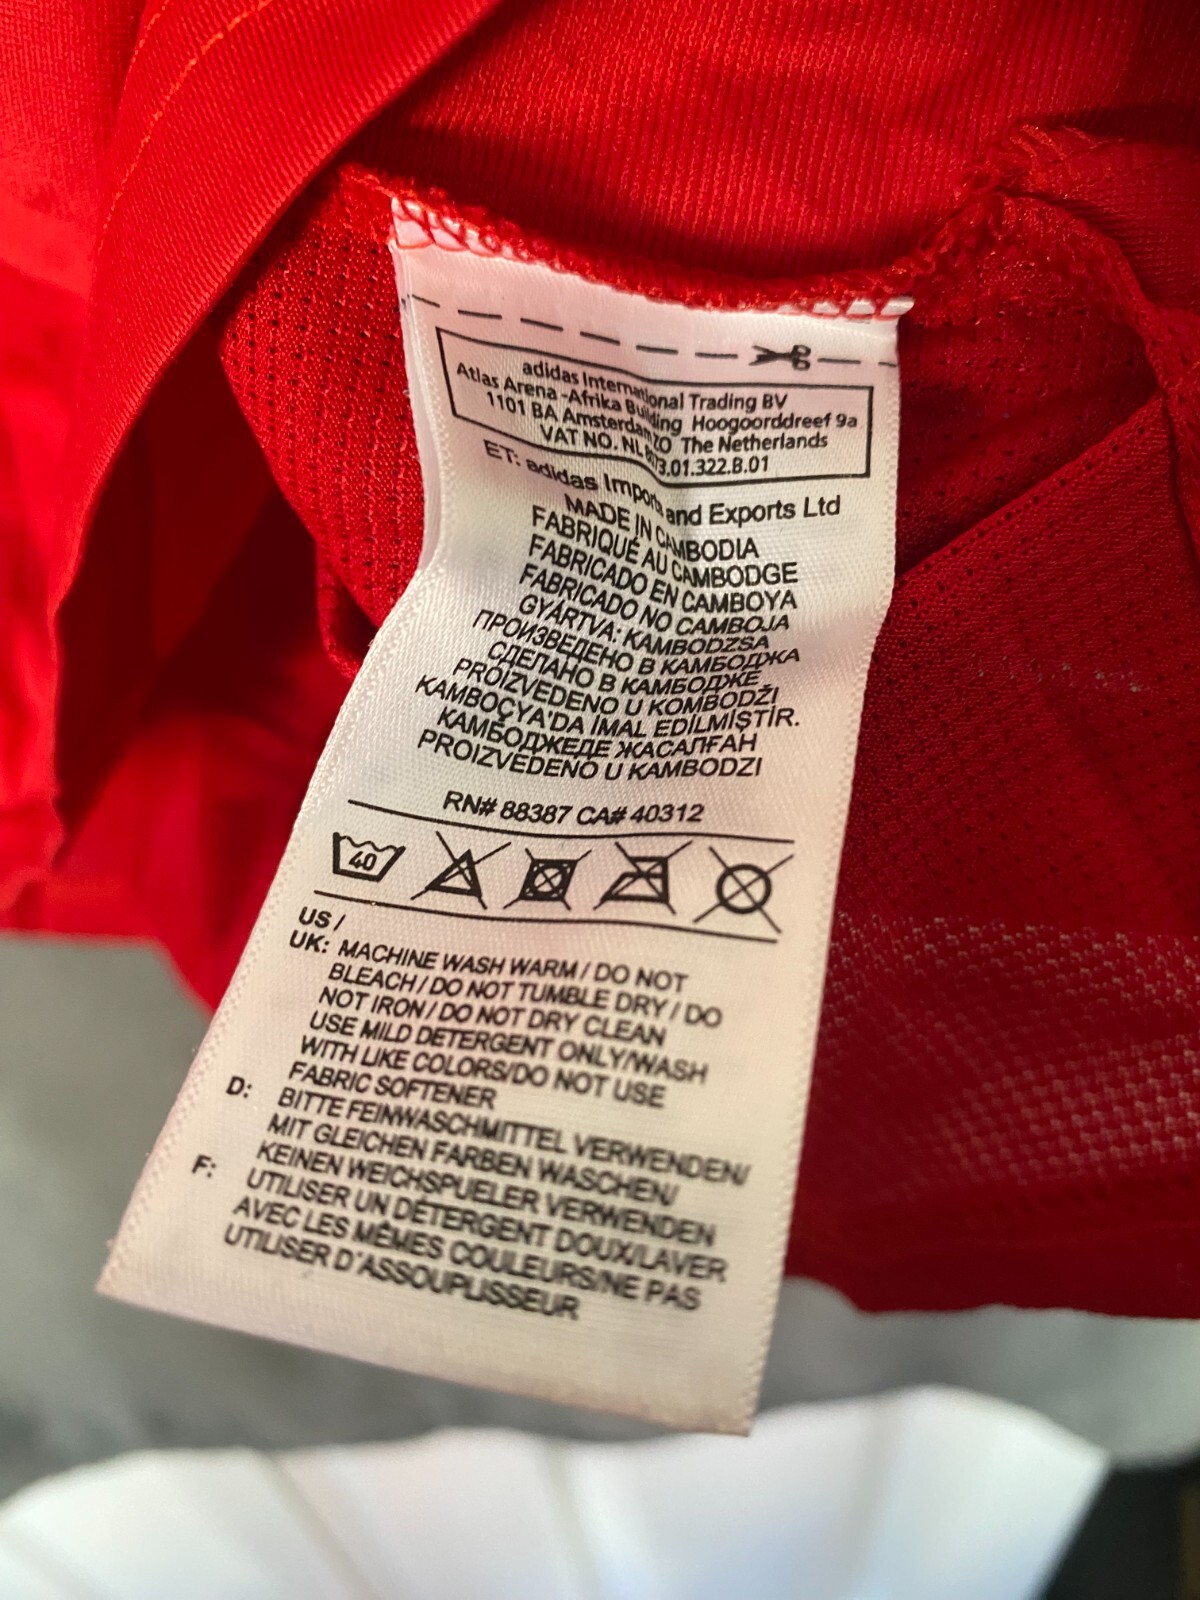 adidas International Trading BV
Atlas Arena -Afrika Building Hoogoorddreef 9a
1101 BA Amsterdam ZO The Netherlands
VAT NO. NL 8073.01.322.B.01
ET: adidas Imports and Exports Ltd
MADE IN CAMBODIA
FABRIQUÉ AU CAMBODGE
FABRICADO EN CAMBOYA
FABRICADO NO CAMBOJA
GYÁRTVA: KAMBODZSA
ПРОИЗВЕДЕНО В КАМБОДЖА
СДЕЛАНО В КАМБОДЖЕ
PROIZVEDENO U KOMBODŽI
KAMBOÇYA'DA İMAL EDİLMİSTİR.
КАМБОДЖЕДЕ ЖАСАЛҒАН
PROIZVEDENO U KAMBODZI
RN# 88387 CA# 40312
40
US /
UK: MACHINE WASH WARM / DO NOT
BLEACH / DO NOT TUMBLE DRY / DO
NOT IRON / DO NOT DRY CLEAN
USE MILD DETERGENT ONLY/WASH
WITH LIKE COLORS/DO NOT USE
FABRIC SOFTENER
D: BITTE FEINWASCHMITTEL VERWENDEN/
MIT GLEICHEN FARBEN WASCHEN/
KEINEN WEICHSPUELER VERWENDEN
F: UTILISER UN DÉTERGENT DOUX/LAVER
AVEC LES MÊMES COULEURS/NE PAS
UTILISER D'ASSOUPLISSEUR